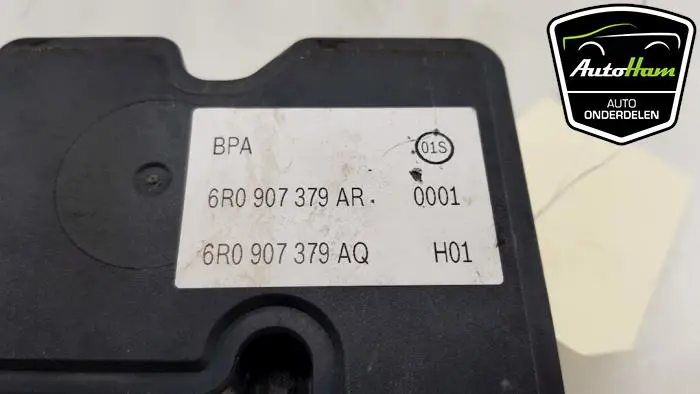 BPA 01S
6R0 907 379 AR. 0001
6R0 907 379 AQ H01
AutoHam
AUTO
ONDERDELEN